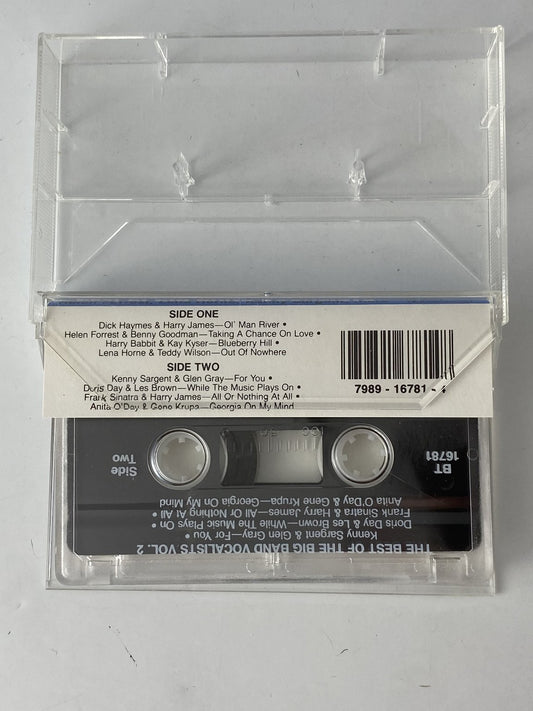 SIDE ONE
Dick Haymes & Harry James—Ol' Man River •
Helen Forrest & Benny Goodman—Taking A Chance On Love •
Harry Babbit & Kay Kyser—Blueberry Hill •
Lena Horne & Teddy Wilson—Out Of Nowhere
SIDE TWO
Kenny Sargent & Glen Gray—For You •
Doris Day & Les Brown—While The Music Plays On •
Frank Sinatra & Harry James—All Or Nothing At All •
Anita O'Day & Gene Krupa—Georgia On My Mind
7989 - 16781 -
THE BEST OF THE BIG BAND VOCALISTS VOL. 2
Kenny Sargent & Glen Gray—For You •
Doris Day & Les Brown—While The Music Plays On •
Frank Sinatra & Harry James—All Or Nothing At All •
Anita O'Day & Gene Krupa—Georgia On My Mind
Side
Two
BT
16781